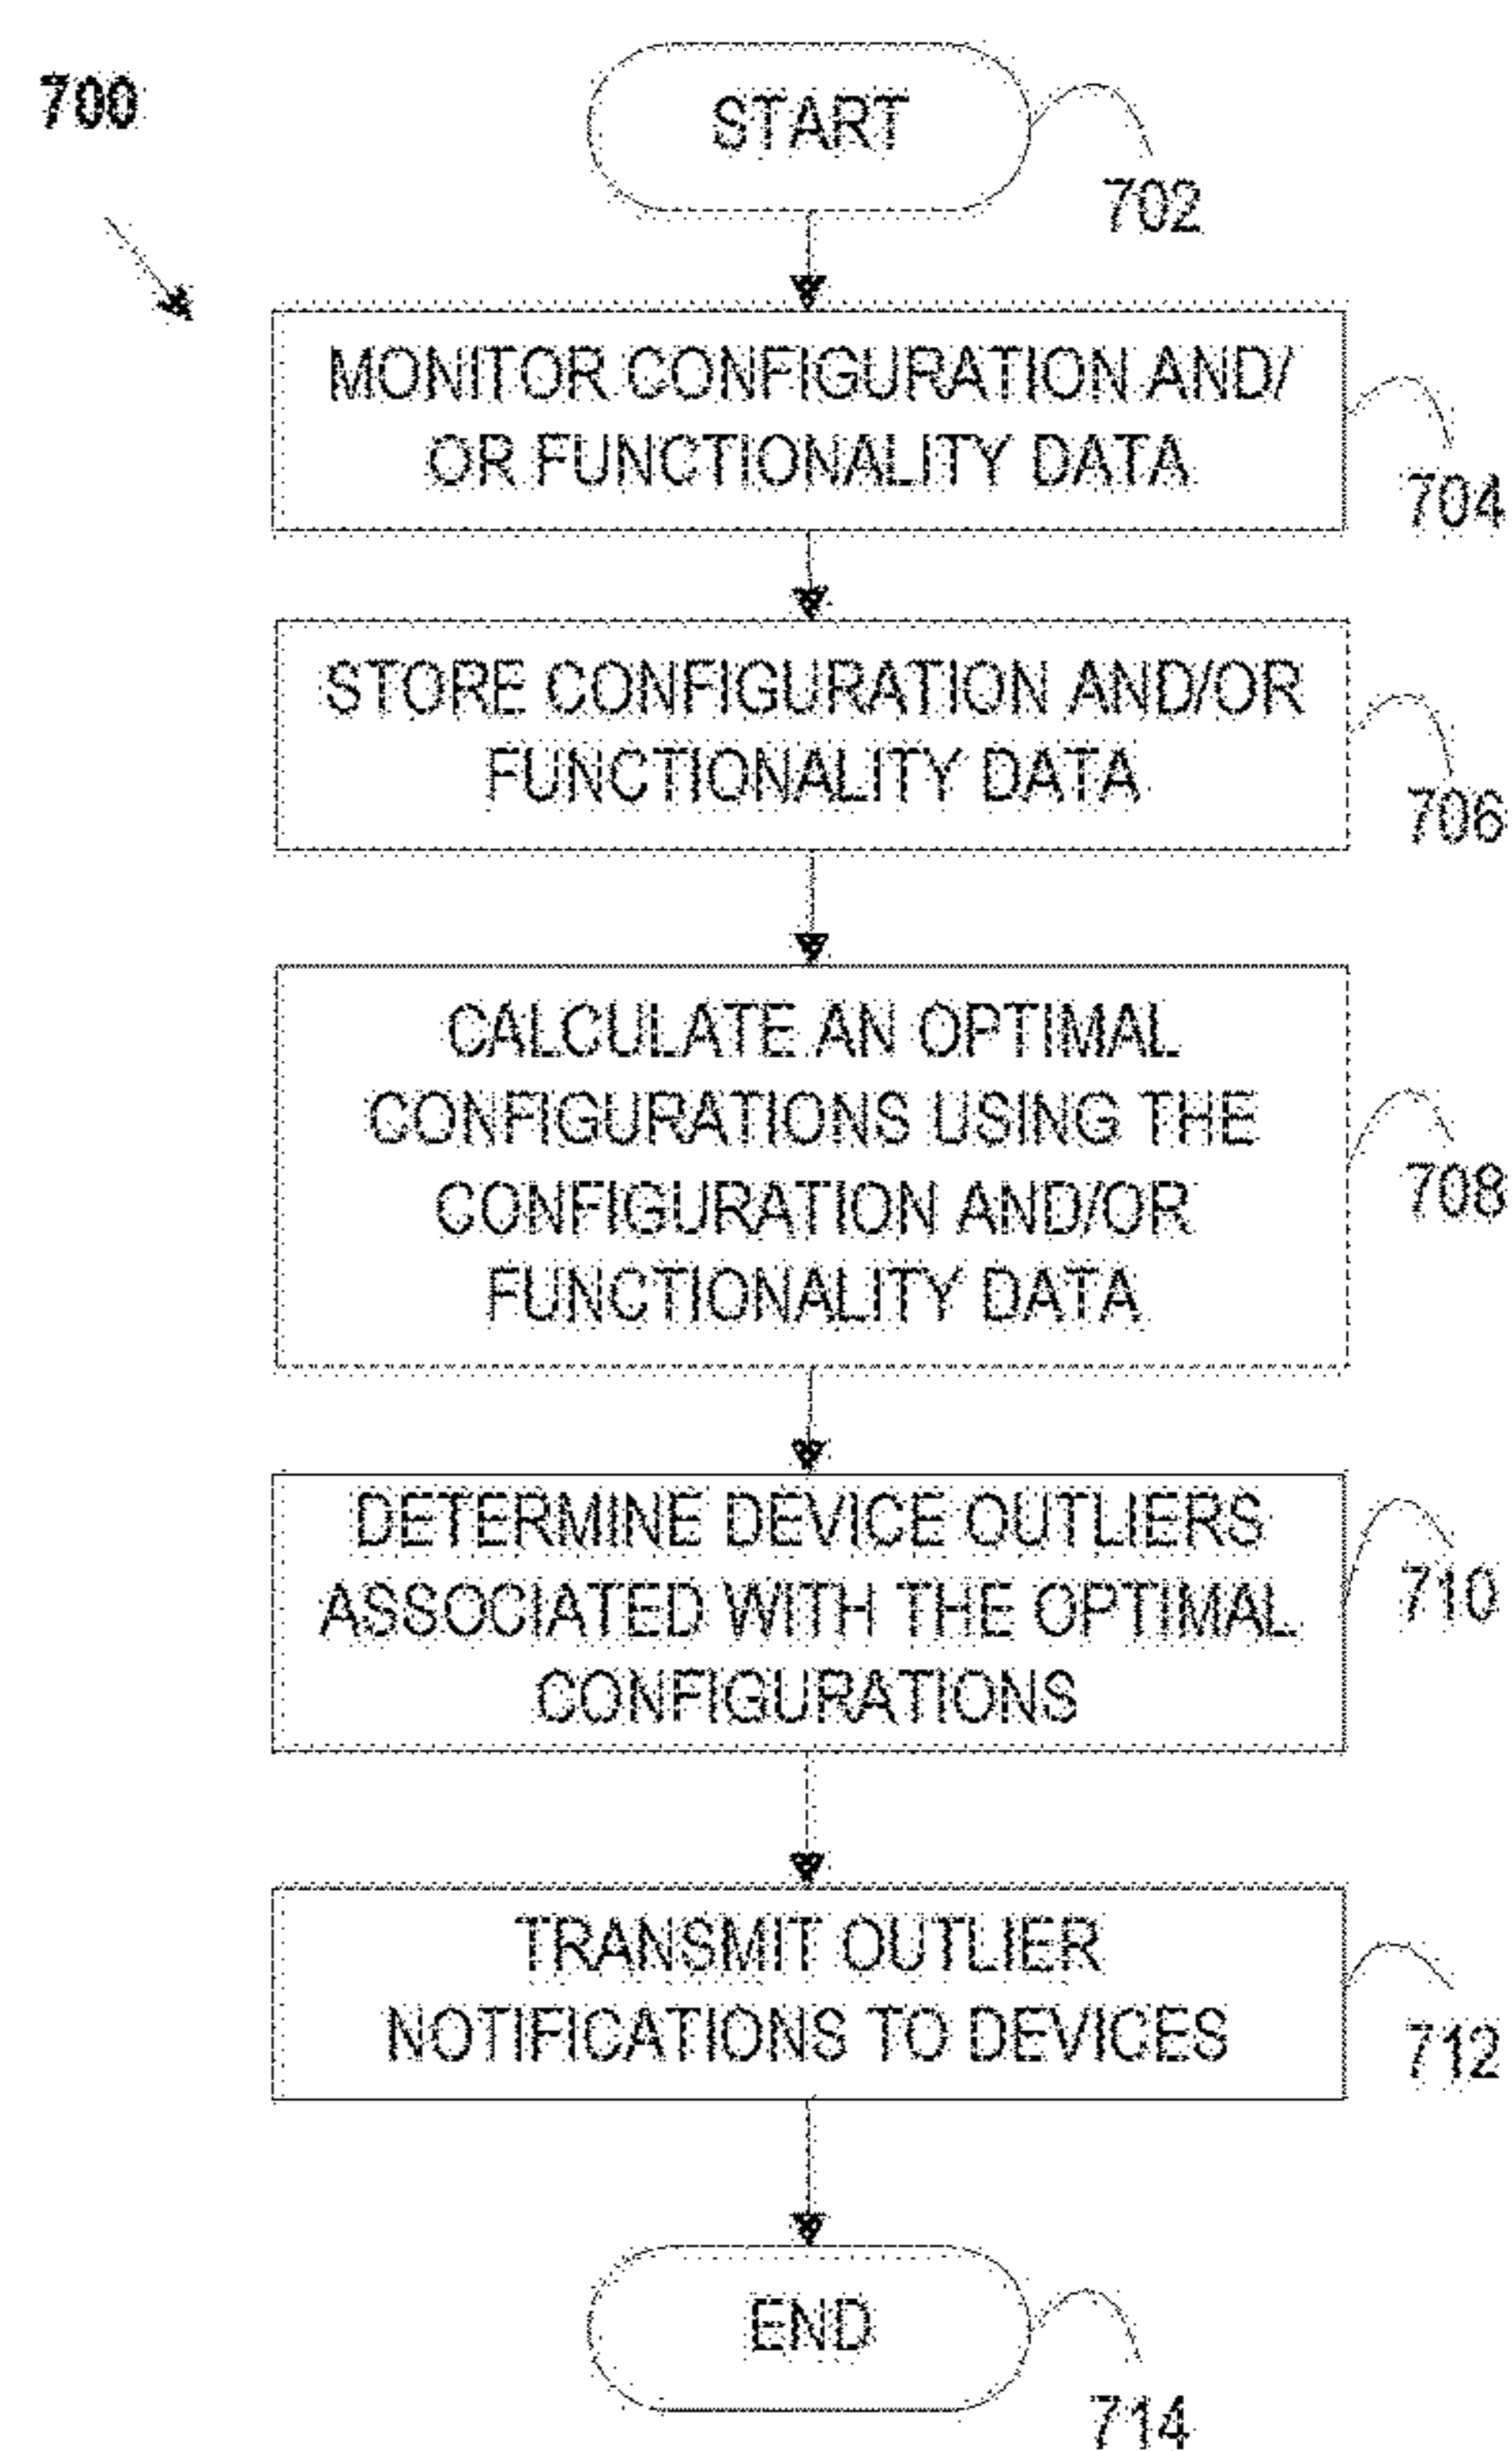 700
START
702
MONITOR CONFIGURATION AND/
OR FUNCTIONALITY DATA
704
STORE CONFIGURATION AND/OR
FUNCTIONALITY DATA
706
CALCULATE AN OPTIMAL
CONFIGURATIONS USING THE
CONFIGURATION AND/OR
FUNCTIONALITY DATA
708
DETERMINE DEVICE OUTLIERS
ASSOCIATED WITH THE OPTIMAL
CONFIGURATIONS
710
TRANSMIT OUTLIER
NOTIFICATIONS TO DEVICES
712
END
714